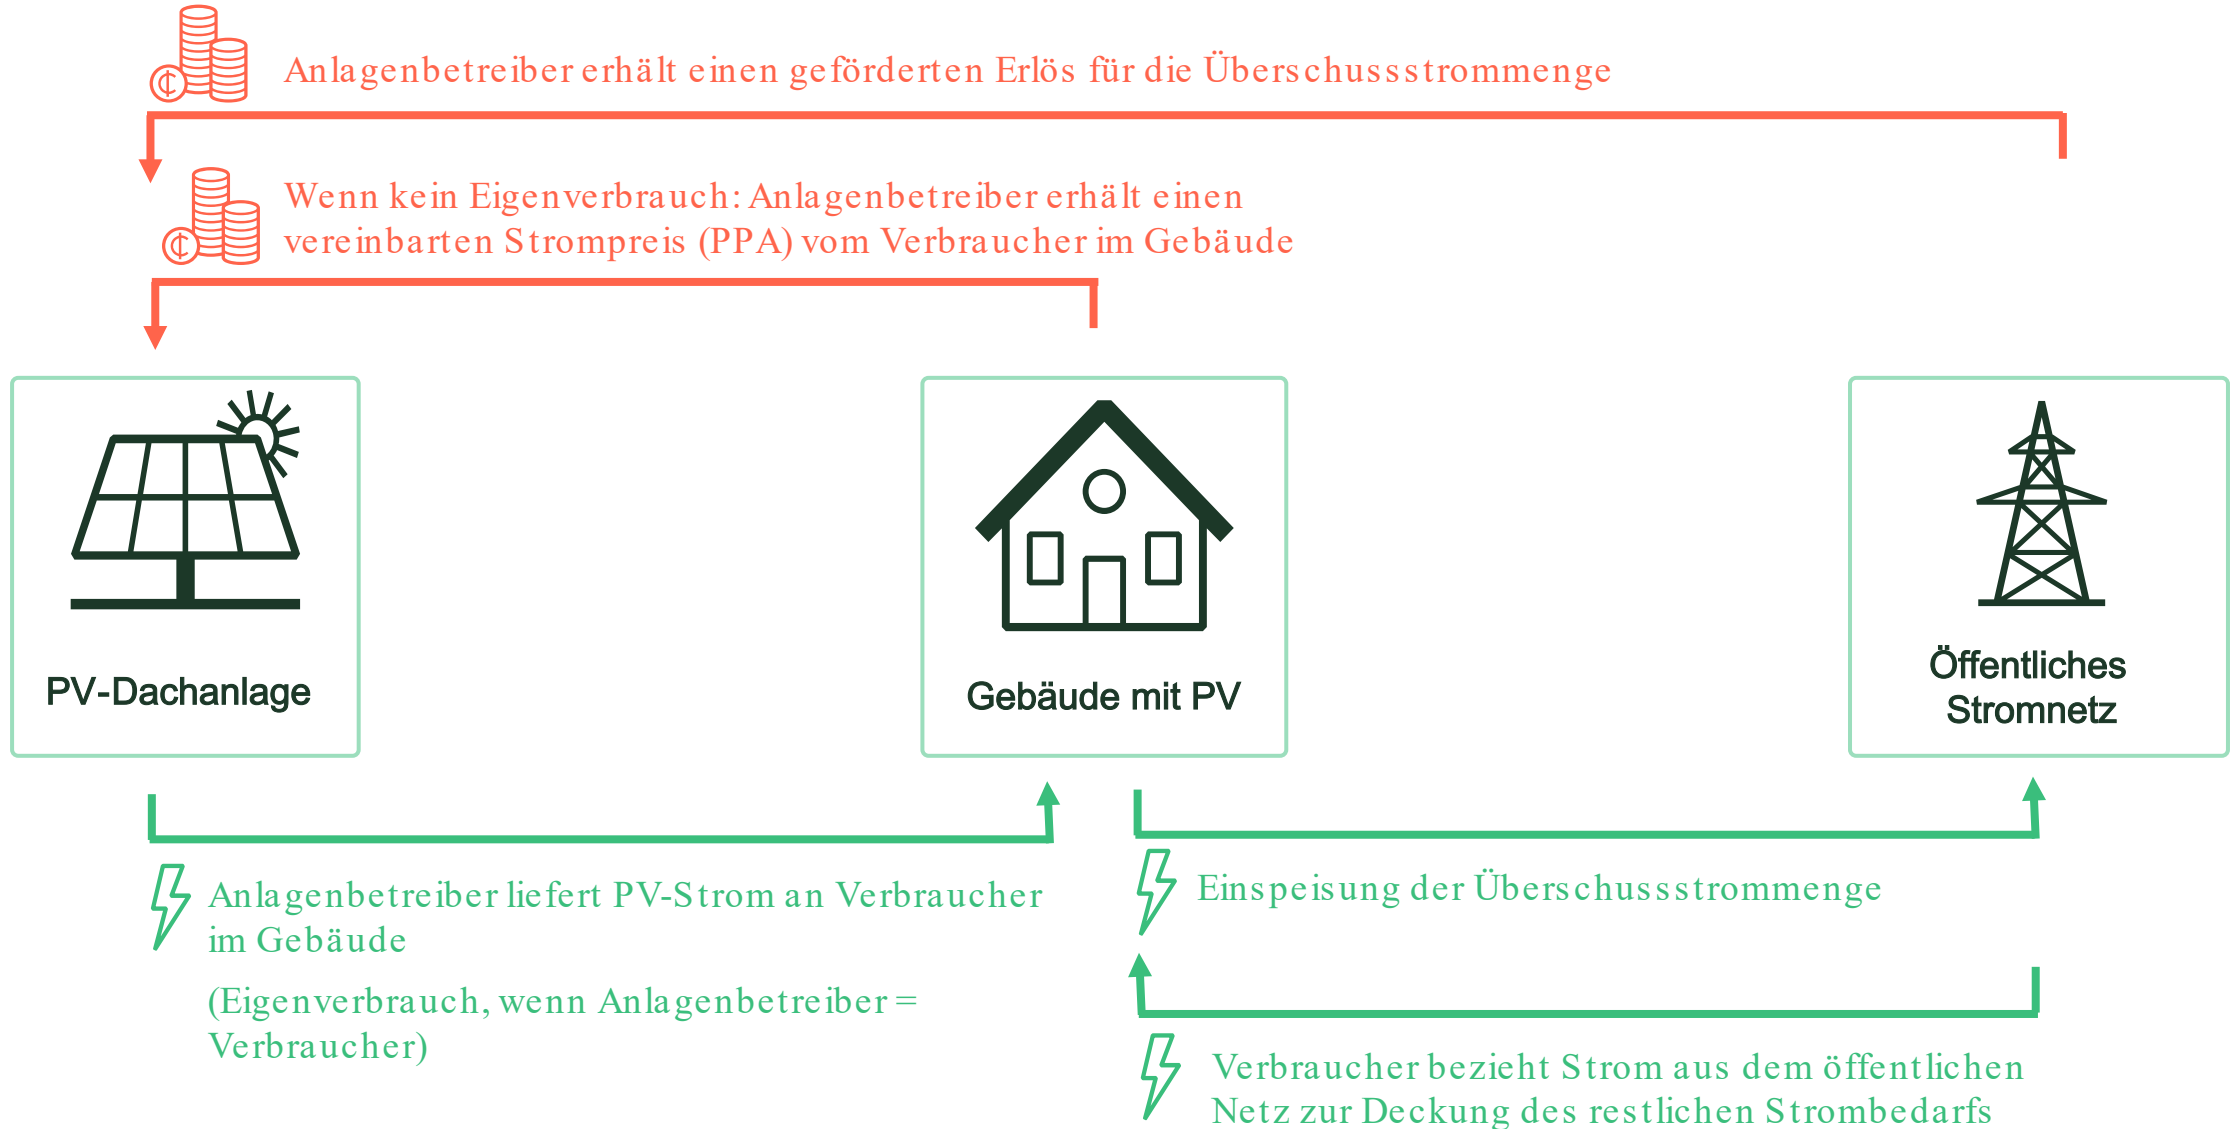 Anlagenbetreiber erhält einen geförderten Erlös für die Überschussstrommenge
Wenn kein Eigenverbrauch: Anlagenbetreiber erhält einen
vereinbarten Strompreis (PPA) vom Verbraucher im Gebäude
PV-Dachanlage
Gebäude mit PV
Öffentliches
Stromnetz
Anlagenbetreiber liefert PV-Strom an Verbraucher
im Gebäude
(Eigenverbrauch, wenn Anlagenbetreiber =
Verbraucher)
Einspeisung der Überschussstrommenge
Verbraucher bezieht Strom aus dem öffentlichen
Netz zur Deckung des restlichen Strombedarfs